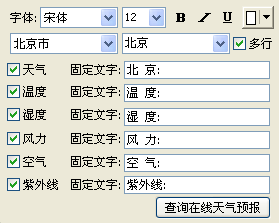 字体: 宋体 12 B I U
北京市 北京 多行
天气 固定文字: 北 京:
温度 固定文字: 温 度:
湿度 固定文字: 湿 度:
风力 固定文字: 风 力:
空气 固定文字: 空 气:
紫外线 固定文字: 紫外线:
查询在线天气预报